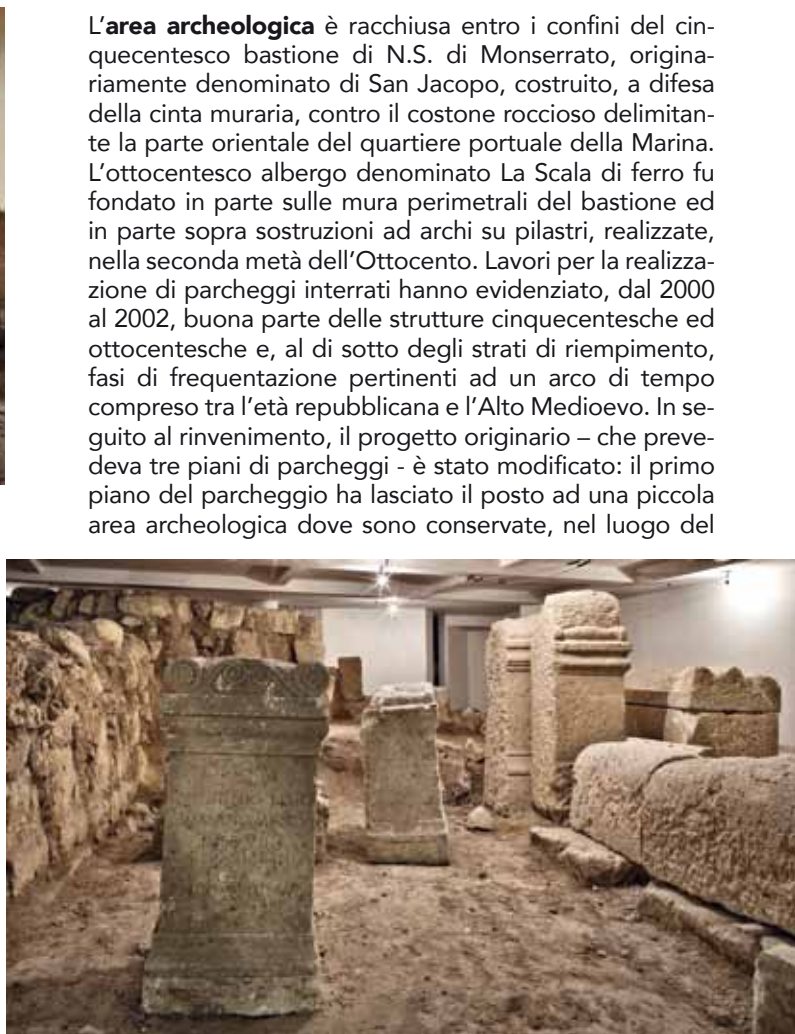 L'area archeologica è racchiusa entro i confini del cin-
quecentesco bastione di N.S. di Monserrato, origina-
riamente denominato di San Jacopo, costruito, a difesa
della cinta muraria, contro il costone roccioso delimitan-
te la parte orientale del quartiere portuale della Marina.
L'ottocentesco albergo denominato La Scala di ferro fu
fondato in parte sulle mura perimetrali del bastione ed
in parte sopra sostruzioni ad archi su pilastri, realizzate,
nella seconda metà dell'Ottocento. Lavori per la realizza-
zione di parcheggi interrati hanno evidenziato, dal 2000
al 2002, buona parte delle strutture cinquecentesche ed
ottocentesche e, al di sotto degli strati di riempimento,
fasi di frequentazione pertinenti ad un arco di tempo
compreso tra l'età repubblicana e l'Alto Medioevo. In se-
guito al rinvenimento, il progetto originario – che preve-
deva tre piani di parcheggi - è stato modificato: il primo
piano del parcheggio ha lasciato il posto ad una piccola
area archeologica dove sono conservate, nel luogo del